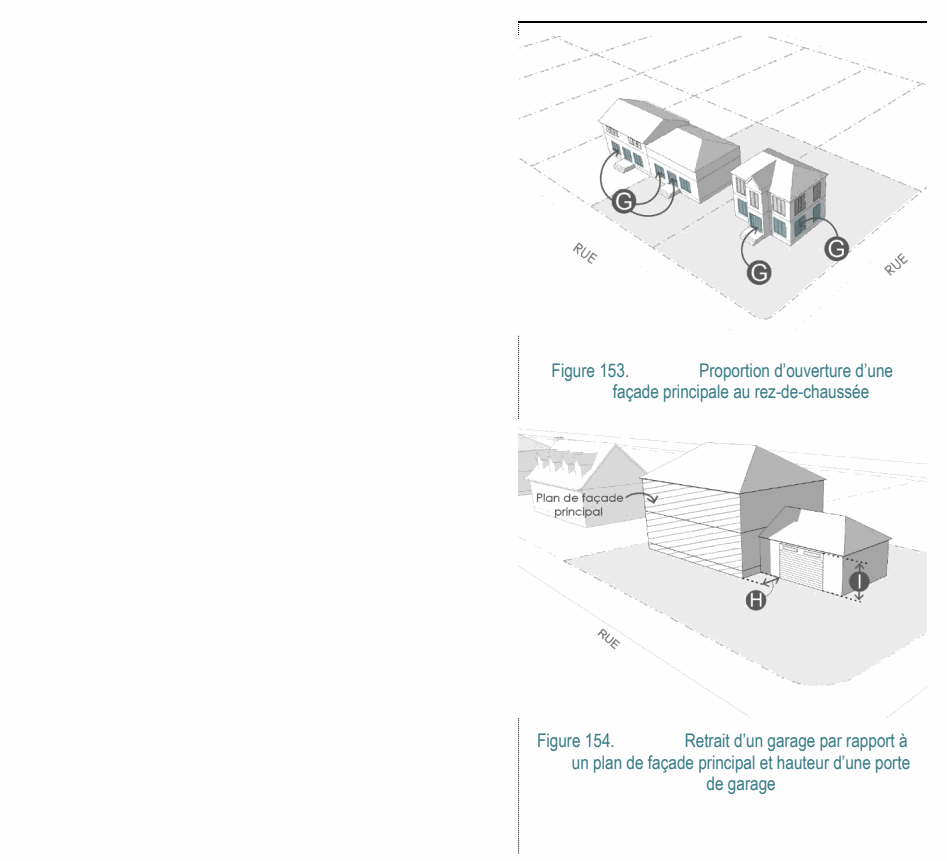 G
G
G
RUE
RUE
Figure 153. Proportion d’ouverture d’une
façade principale au rez-de-chaussée
Plan de façade
principal
I
H
RUE
Figure 154. Retrait d’un garage par rapport à
un plan de façade principal et hauteur d’une porte
de garage